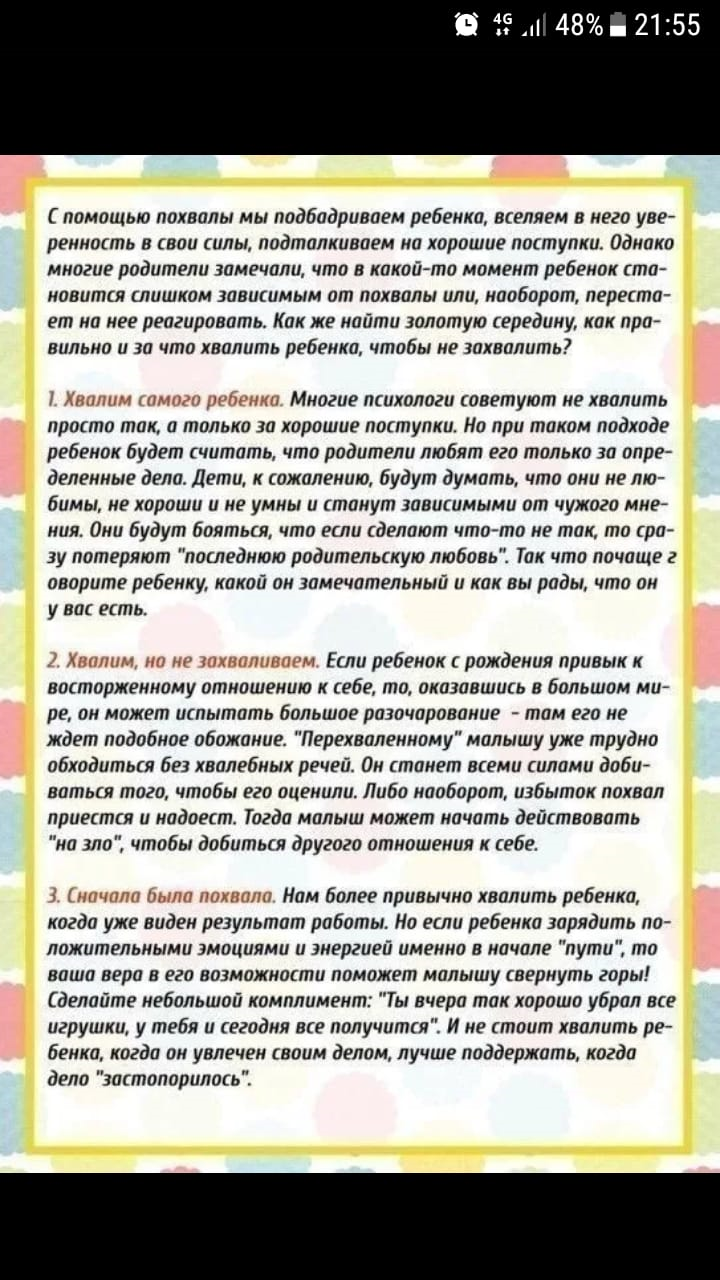 4G 48% 21:55
С помощью похвалы мы подбадриваем ребенка, вселяем в него уве-
ренность в свои силы, подталкиваем на хорошие поступки. Однако
многие родители замечали, что в какой-то момент ребенок ста-
новится слишком зависимым от похвалы или, наоборот, переста-
ет на нее реагировать. Как же найти золотую середину, как пра-
вильно и за что хвалить ребенка, чтобы не захвалить?
1. Хвалим самого ребенка. Многие психологи советуют не хвалить
просто так, а только за хорошие поступки. Но при таком подходе
ребенок будет считать, что родители любят его только за опре-
деленные дела. Дети, к сожалению, будут думать, что они не лю-
бимы, не хороши и не умны и станут зависимыми от чужого мне-
ния. Они будут бояться, что если сделают что-то не так, то сра-
зу потеряют "последнюю родительскую любовь". Так что почаще г
оворите ребенку, какой он замечательный и как вы рады, что он
у вас есть.
2. Хвалим, но не захваливаем. Если ребенок с рождения привык к
восторженному отношению к себе, то, оказавшись в большом ми-
ре, он может испытать большое разочарование - там его не
ждет подобное обожание. "Перехваленному" малышу уже трудно
обходиться без хвалебных речей. Он станет всеми силами доби-
ваться того, чтобы его оценили. Либо наоборот, избыток похвал
приестся и надоест. Тогда малыш может начать действовать
"на зло", чтобы добиться другого отношения к себе.
3. Сначала была похвала. Нам более привычно хвалить ребенка,
когда уже виден результат работы. Но если ребенка зарядить по-
ложительными эмоциями и энергией именно в начале "пути", то
ваша вера в его возможности поможет малышу свернуть горы!
Сделайте небольшой комплимент: "Ты вчера так хорошо убрал все
игрушки, у тебя и сегодня все получится". И не стоит хвалить ре-
бенка, когда он увлечен своим делом, лучше поддержать, когда
дело "застопорилось".